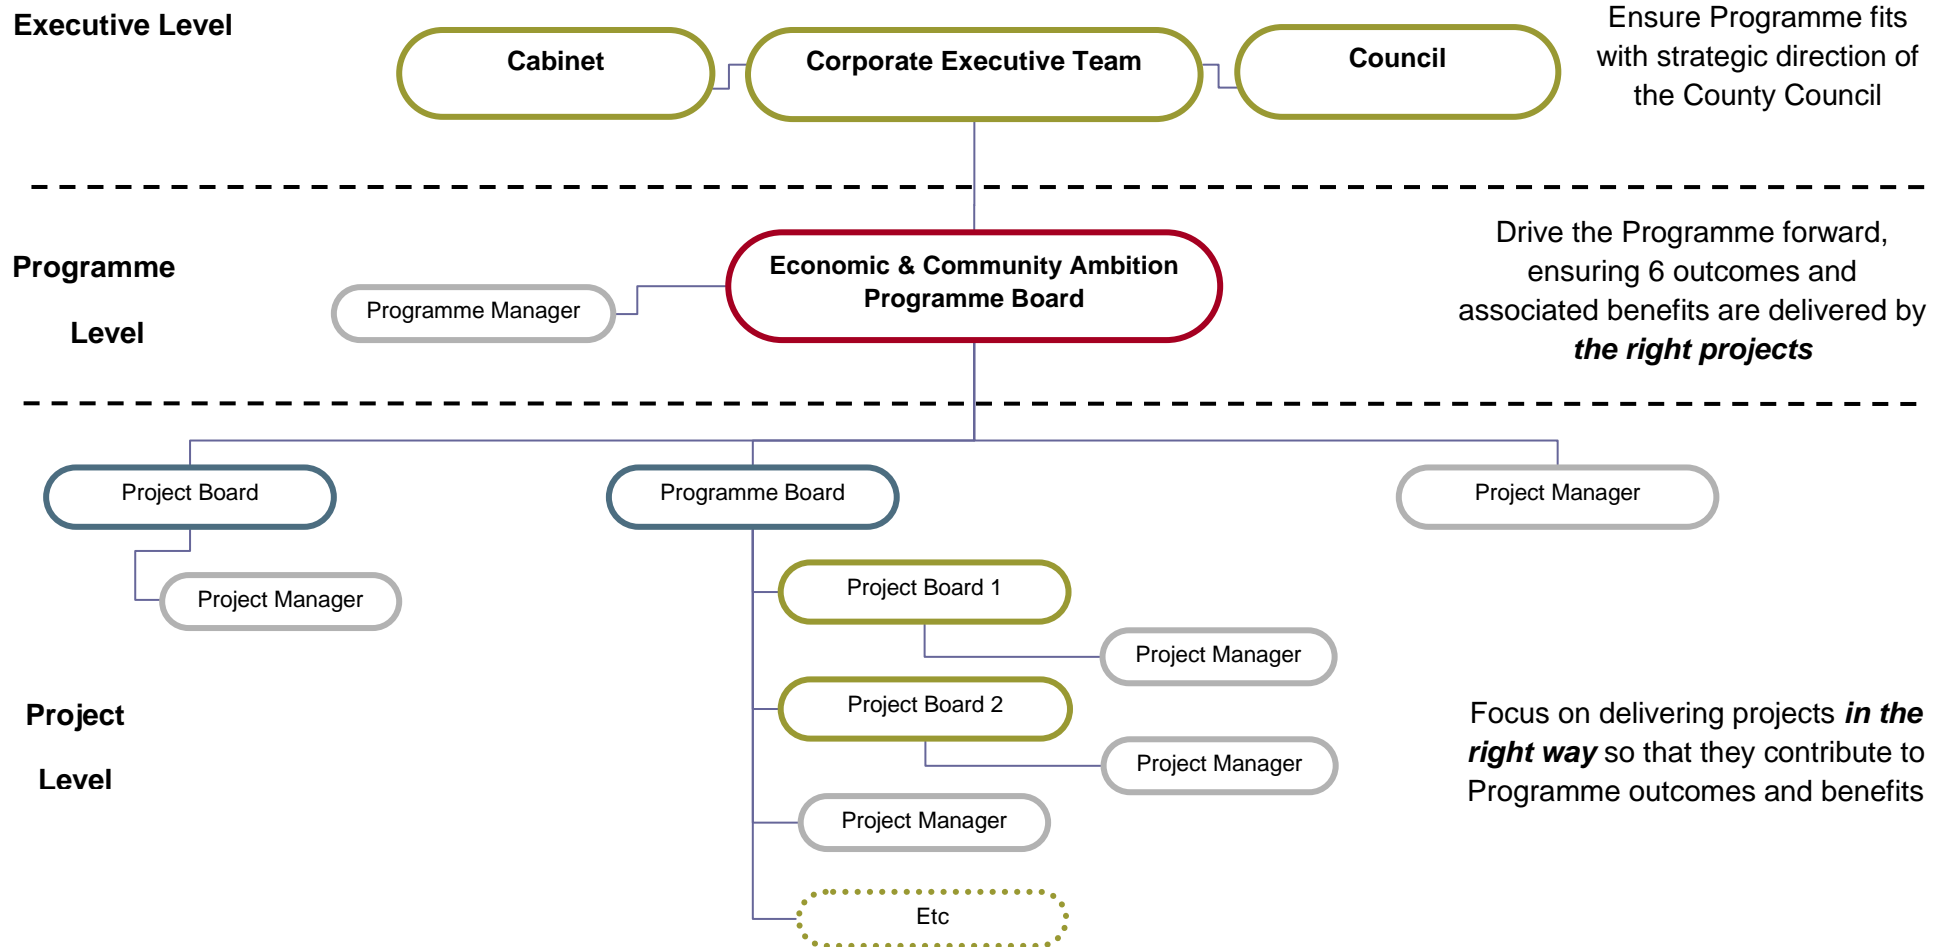 Executive Level
Cabinet
Corporate Executive Team
Council
Ensure Programme fits
with strategic direction of
the County Council
Programme
Level
Programme Manager
Economic & Community Ambition
Programme Board
Drive the Programme forward,
ensuring 6 outcomes and
associated benefits are delivered by
the right projects
Project Board
Programme Board
Project Manager
Project Manager
Project Board 1
Project Manager
Project Board 2
Project Manager
Project Manager
Etc
Project
Level
Focus on delivering projects in the
right way so that they contribute to
Programme outcomes and benefits